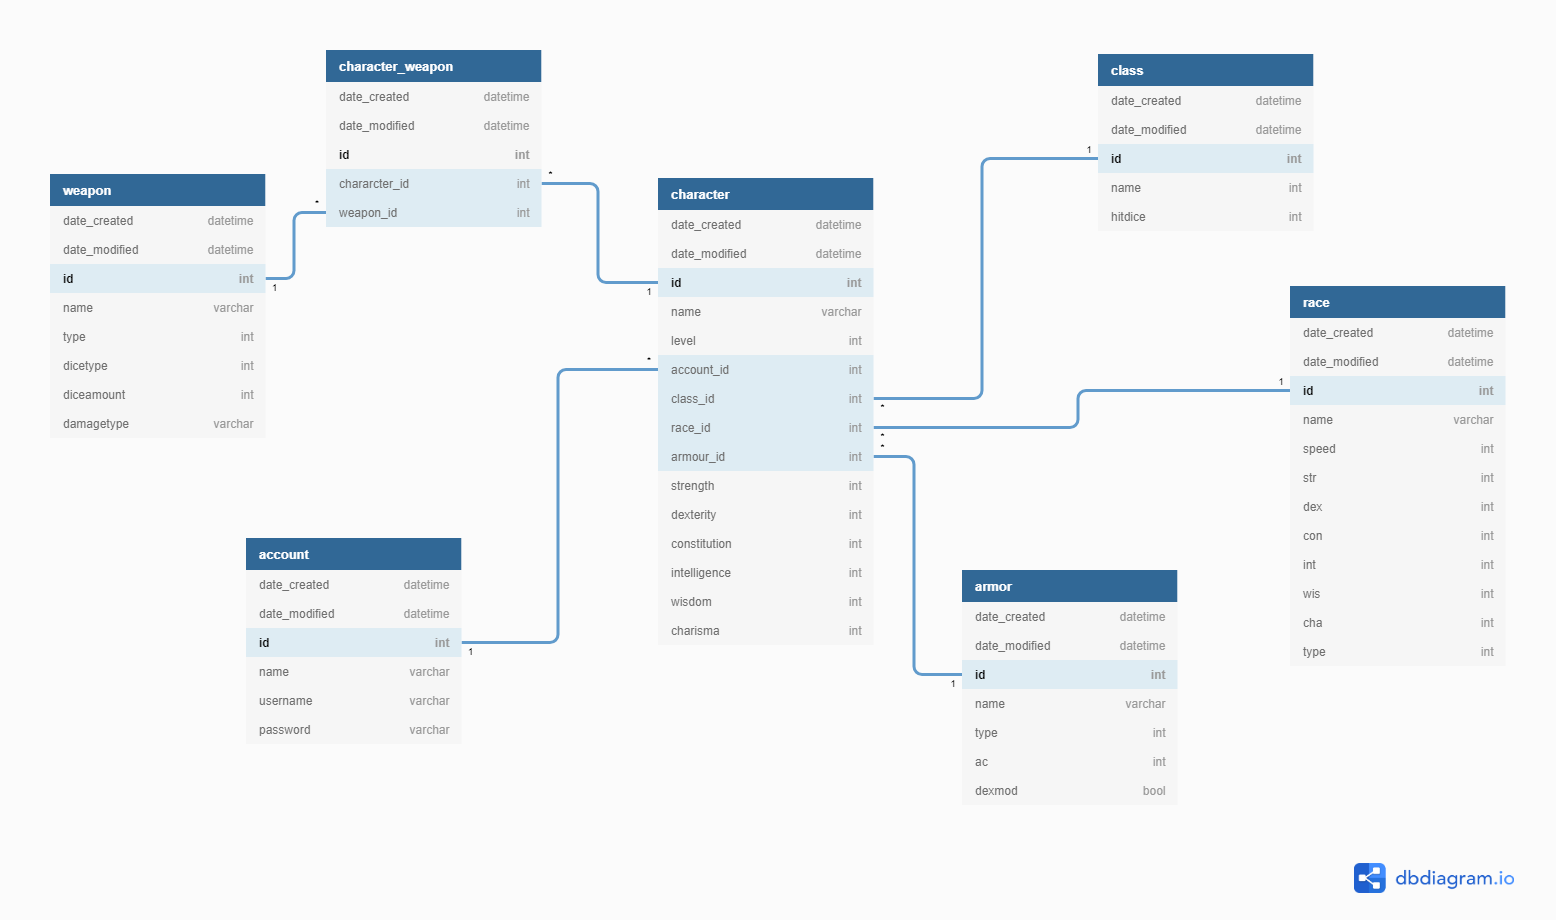 character_weapon
date_created datetime
date_modified datetime
id int
chararcter_id int
weapon_id int
*
*
weapon
date_created datetime
date_modified datetime
id int
1
name varchar
type int
dicetype int
diceamount int
damagetype varchar
character
date_created datetime
date_modified datetime
1
id int
name varchar
level int
*
account_id int
class_id int
*
race_id int
*
*
armour_id int
strength int
dexterity int
constitution int
intelligence int
wisdom int
charisma int
class
date_created datetime
date_modified datetime
1
id int
name int
hitdice int
race
date_created datetime
date_modified datetime
1
id int
name varchar
speed int
str int
dex int
con int
int int
wis int
cha int
type int
account
date_created datetime
date_modified datetime
id int
1
name varchar
username varchar
password varchar
armor
date_created datetime
date_modified datetime
id int
1
name varchar
type int
ac int
dexmod bool
dbdiagram.io